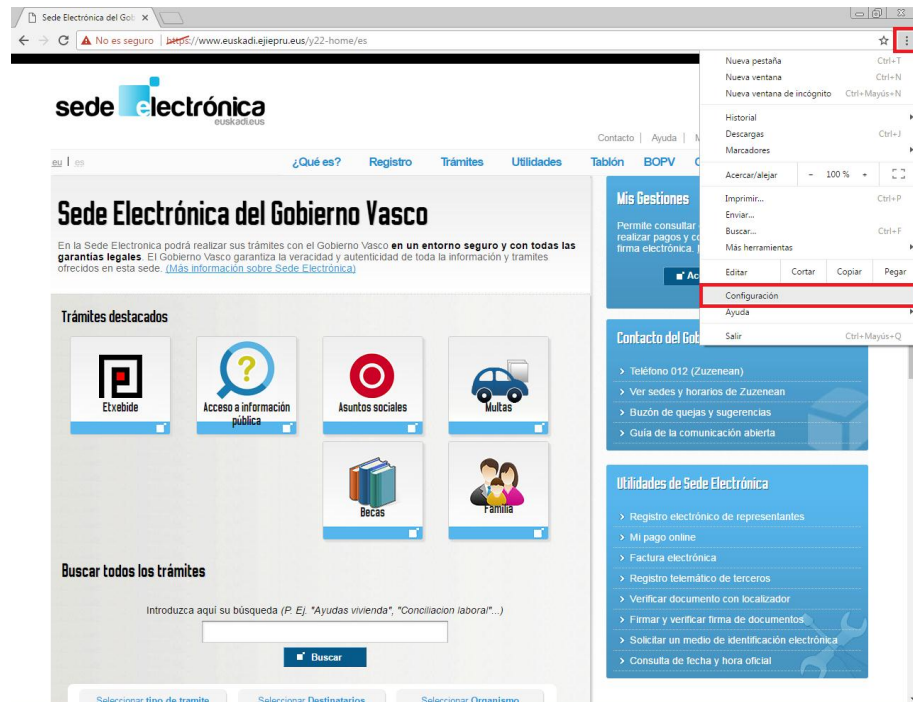 Sede Electrónica del Gob
No es seguro | https://www.euskadi.ejiepru.eus/y22-home/es
Nueva pestaña Ctrl+T
Nueva ventana Ctrl+N
Nueva ventana de incógnito Ctrl+Mayús+N
Historial
Descargas Ctrl+J
Marcadores
Acercar/alejar - 100 % +
Imprimir... Ctrl+P
Enviar...
Buscar... Ctrl+F
Más herramientas
Editar Cortar Copiar Pegar
Configuración
Ayuda
Salir Ctrl+Mayús+Q
sede electrónica
euskadi.eus
Contacto | Ayuda |
eu | es
¿Qué es? Registro Trámites Utilidades Tablón BOPV
Sede Electrónica del Gobierno Vasco
En la Sede Electronica podrá realizar sus trámites con el Gobierno Vasco en un entorno seguro y con todas las
garantías legales. El Gobierno Vasco garantiza la veracidad y autenticidad de toda la información y tramites
ofrecidos en esta sede. (Más información sobre Sede Electrónica)
Trámites destacados
Etxebide
Acceso a información
pública
Asuntos sociales
Multas
Becas
Familia
Buscar todos los trámites
Introduzca aquí su búsqueda (P. Ej. "Ayudas vivienda", "Conciliacion laboral"...)
Buscar
Seleccionar tipo de tramite
Seleccionar Destinatarios
Seleccionar Organismo
Mis Gestiones
Permite consultar
realizar pagos y
firma electrónica.
Contacto del
Teléfono 012 (Zuzenean)
Ver sedes y horarios de Zuzenean
Buzón de quejas y sugerencias
Guía de la comunicación abierta
Utilidades de Sede Electrónica
Registro electrónico de representantes
Mi pago online
Factura electrónica
Registro telemático de terceros
Verificar documento con localizador
Firmar y verificar firma de documentos
Solicitar un medio de identificación electrónica
Consulta de fecha y hora oficial